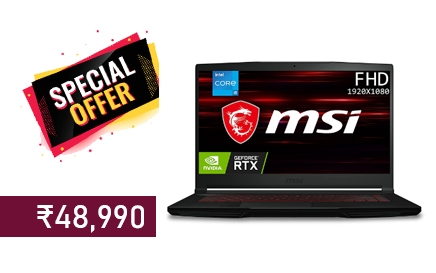 SPECIAL
OFFER
₹48,990
intel
CORE
i5
FHD
1920X1080
msi
NVIDIA
GEFORCE
RTX